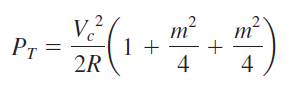 P_T = \frac{V_c^2}{2R} \left( 1 + \frac{m^2}{4} + \frac{m^2}{4} \right)